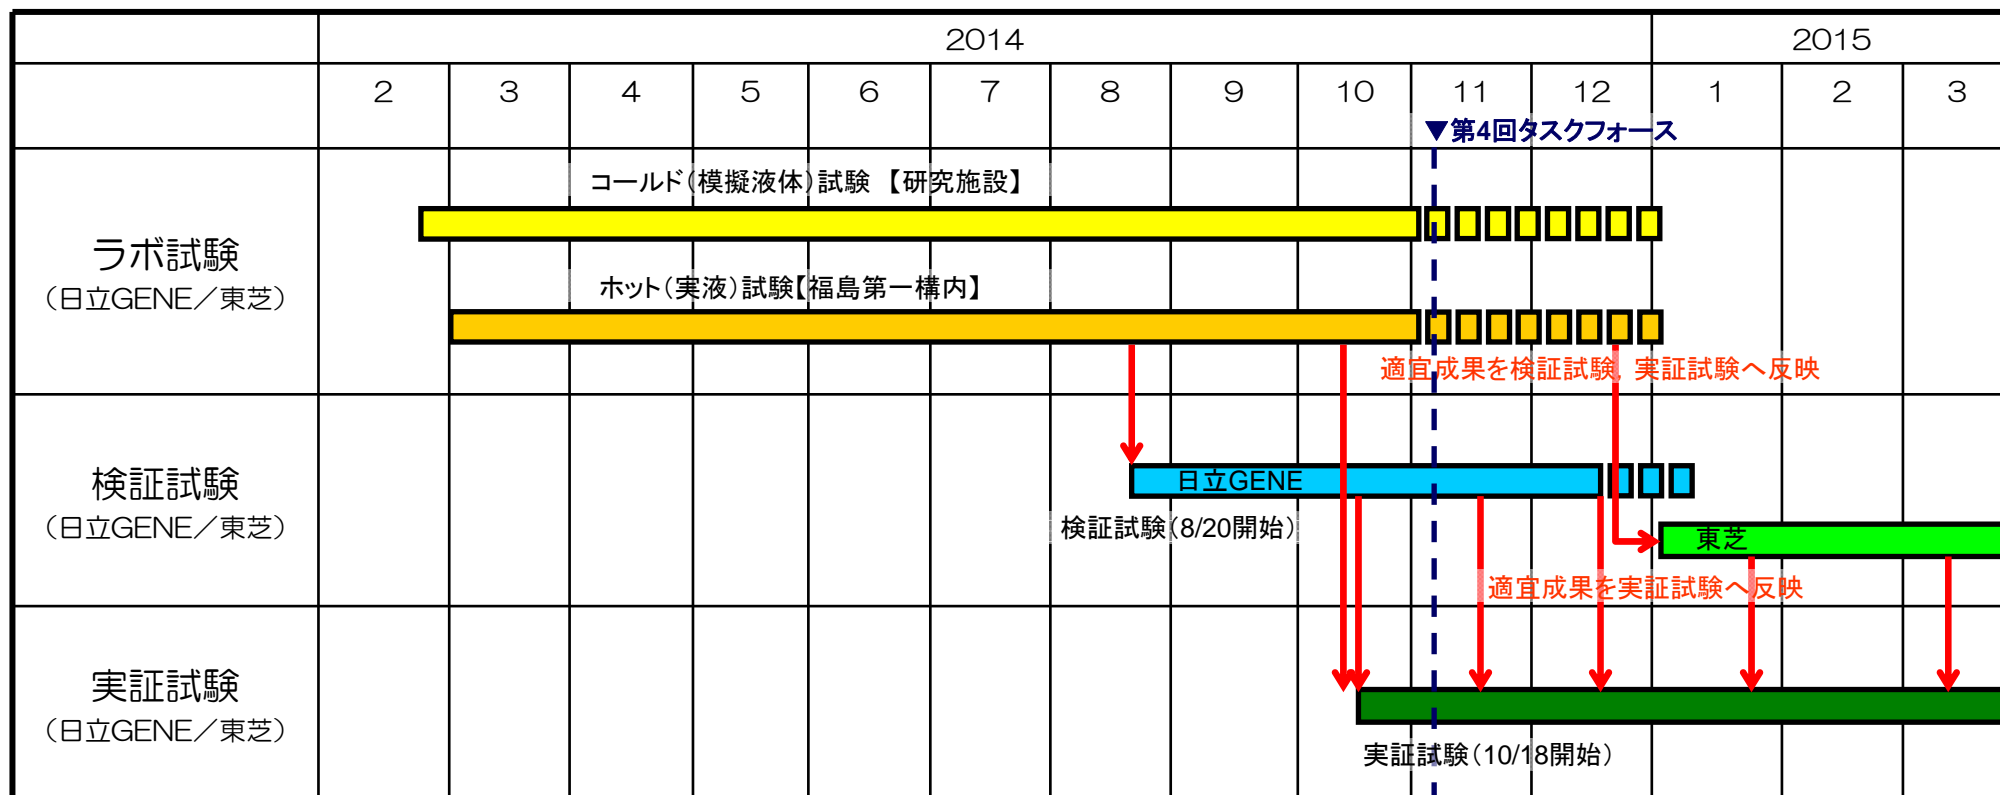 2014
2015
2
3
4
5
6
7
8
9
10
11
12
1
2
3
▼第4回タスクフォース
コールド（模擬液体）試験 【研究施設】
ラボ試験
（日立GENE／東芝）
ホット（実液）試験【福島第一構内】
適宜成果を検証試験，実証試験へ反映
検証試験
（日立GENE／東芝）
日立GENE
検証試験（8/20開始）
東芝
適宜成果を実証試験へ反映
実証試験
（日立GENE／東芝）
実証試験（10/18開始）